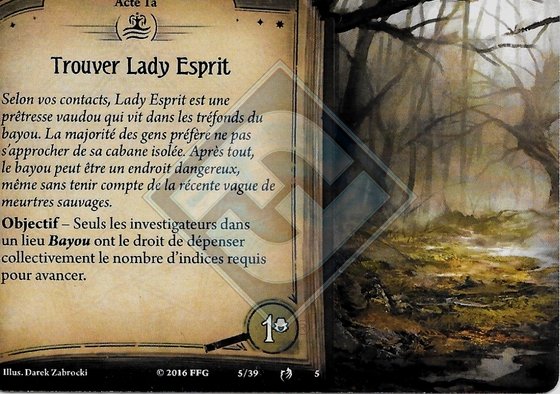 Acte 1a
Trouver Lady Esprit
Selon vos contacts, Lady Esprit est une
prêtresse vaudou qui vit dans les tréfonds du
bayou. La majorité des gens préfère ne pas
s'approcher de sa cabane isolée. Après tout,
le bayou peut être un endroit dangereux,
même sans tenir compte de la récente vague de
meurtres sauvages.
Objectif – Seuls les investigateurs dans
un lieu Bayou ont le droit de dépenser
collectivement le nombre d'indices requis
pour avancer.
1
Illus. Darek Zabrocki © 2016 FFG 5/39 5